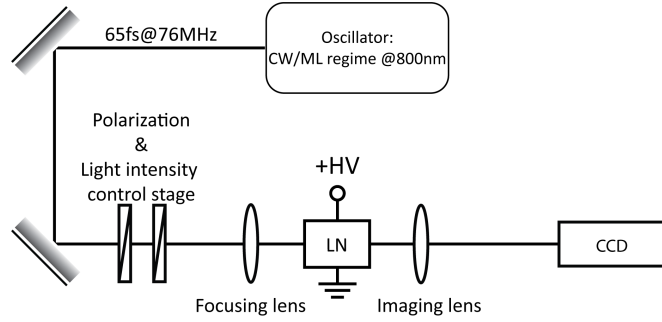 65fs@76MHz
Oscillator:
CW/ML regime @800nm
Polarization
&
Light intensity
control stage
+HV
LN
CCD
Focusing lens
Imaging lens